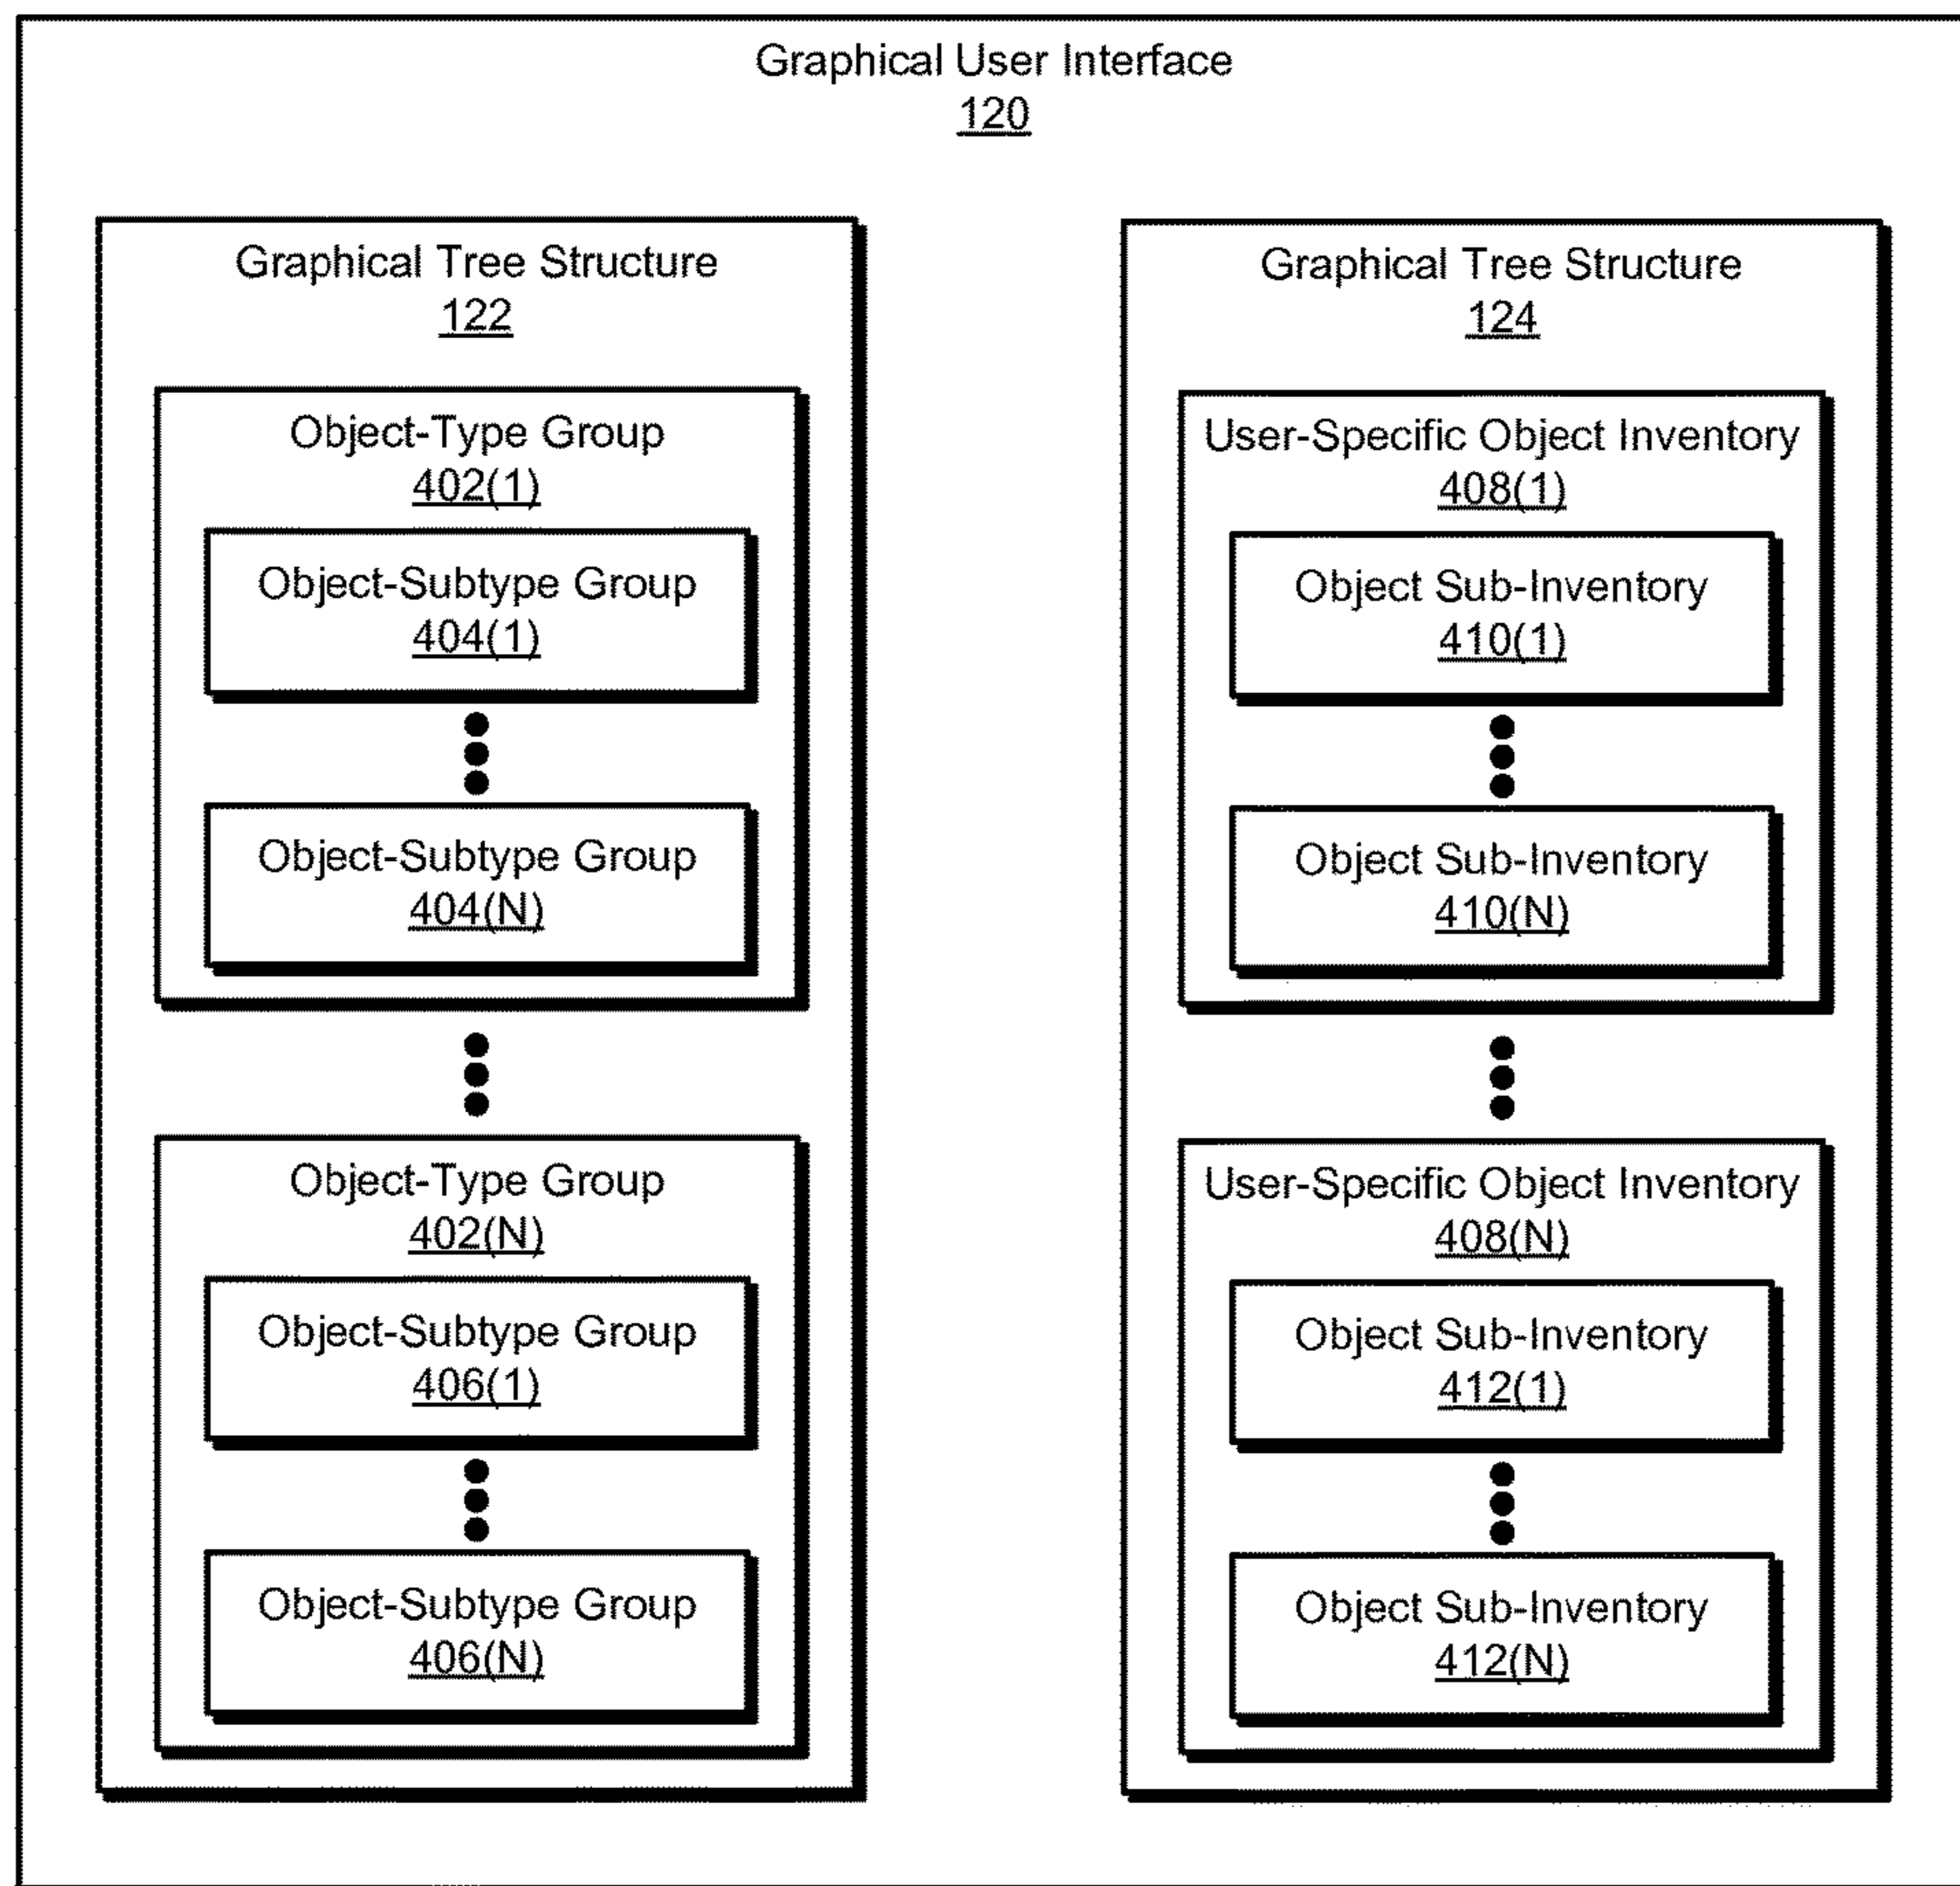 Graphical User Interface
120
Graphical Tree Structure
122
Object-Type Group
402(1)
Object-Subtype Group
404(1)
Object-Subtype Group
404(N)
Object-Type Group
402(N)
Object-Subtype Group
406(1)
Object-Subtype Group
406(N)
Graphical Tree Structure
124
User-Specific Object Inventory
408(1)
Object Sub-Inventory
410(1)
Object Sub-Inventory
410(N)
User-Specific Object Inventory
408(N)
Object Sub-Inventory
412(1)
Object Sub-Inventory
412(N)